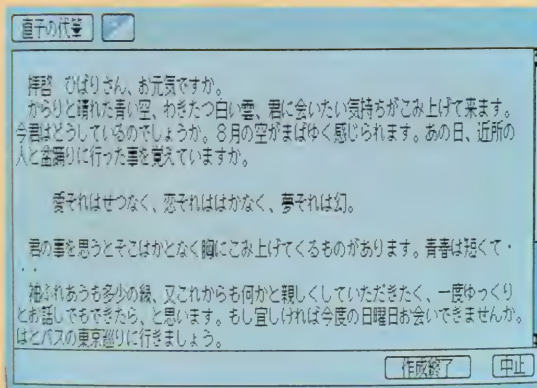 直子の代筆
拝啓 ひばりさん、お元気ですか。
からりと晴れた青い空、わきたつ白い雲、君に会いたい気持ちがこみ上げて来ます。
今君はどうしているのでしょうか。8月の空がまばゆく感じられます。あの日、近所の
人と盆踊りに行った事を覚えていますか。
愛それはせつなく、恋それははかなく、夢それは幻。
君の事を思うとそこはかとなく胸にこみ上げてくるものがあります。青春は短くて・
・・
袖ふれあうも多少の縁、又これからも何かと親しくしていただきたく、一度ゆっくり
とお話しでもできたら、と思います。もし宜しければ今度の日曜日お会いできませんか。
はとバスの東京巡りに行きましょう。
作成終了 中止